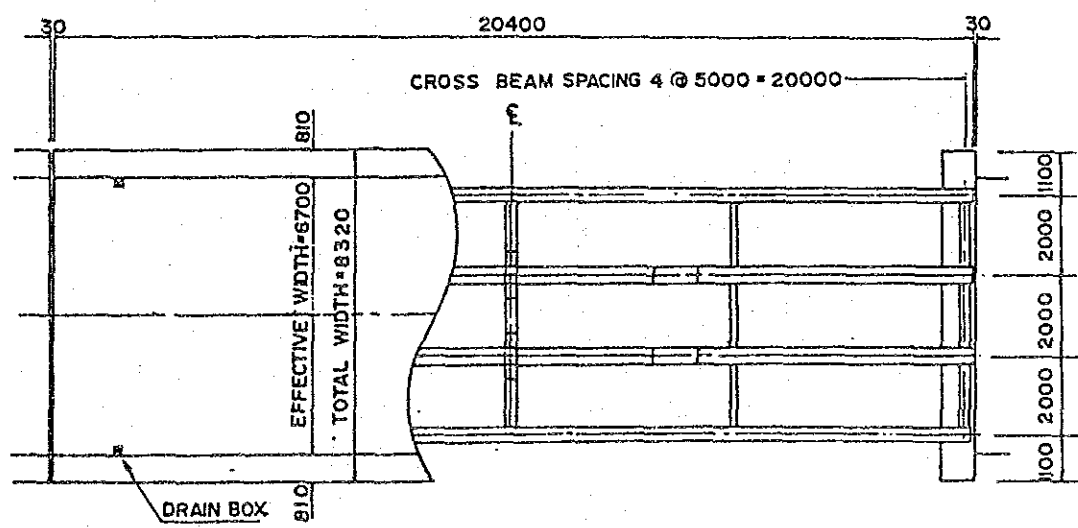 30 20400 30
CROSS BEAM SPACING 4 @ 5000 = 20000
810
EFFECTIVE WIDTH=6700
TOTAL WIDTH=8320
810
DRAIN BOX
1100
2000
2000
2000
1100